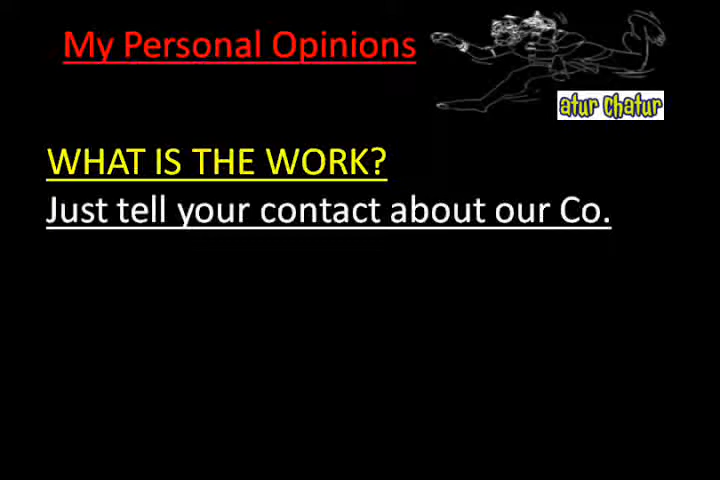 My Personal Opinions
atur Chatur
WHAT IS THE WORK?
Just tell your contact about our Co.